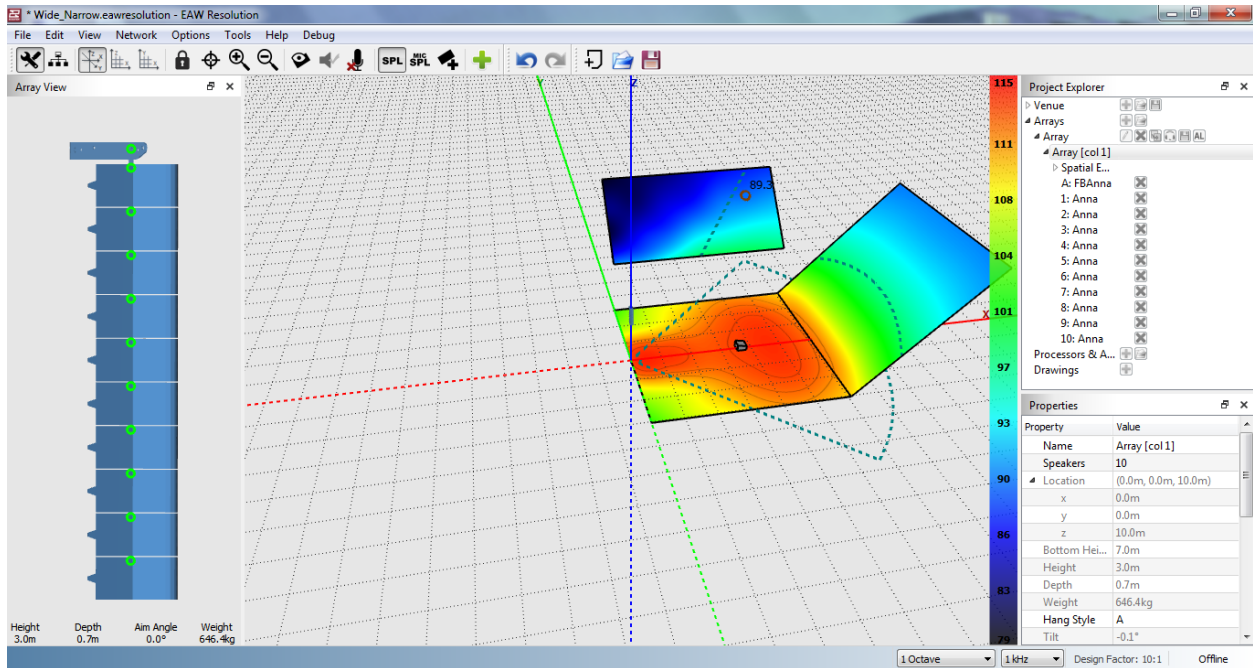 * Wide_Narrow.eawresolution - EAW Resolution
File Edit View Network Options Tools Help Debug
SPL MIC SPL
Array View
Height Depth Aim Angle Weight
3.0m 0.7m 0.0° 646.4kg
Y
Z
X
89.3
115
111
108
104
101
97
93
90
86
83
79
Project Explorer
Venue
Arrays
Array AL
Array [col 1]
Spatial E...
A: FBAnna
1: Anna
2: Anna
3: Anna
4: Anna
5: Anna
6: Anna
7: Anna
8: Anna
9: Anna
10: Anna
Processors & A...
Drawings
Properties
Property Value
Name Array [col 1]
Speakers 10
Location (0.0m, 0.0m, 10.0m)
x 0.0m
y 0.0m
z 10.0m
Bottom Hei... 7.0m
Height 3.0m
Depth 0.7m
Weight 646.4kg
Hang Style A
Tilt -0.1°
1 Octave 1 kHz Design Factor: 10:1 Offline